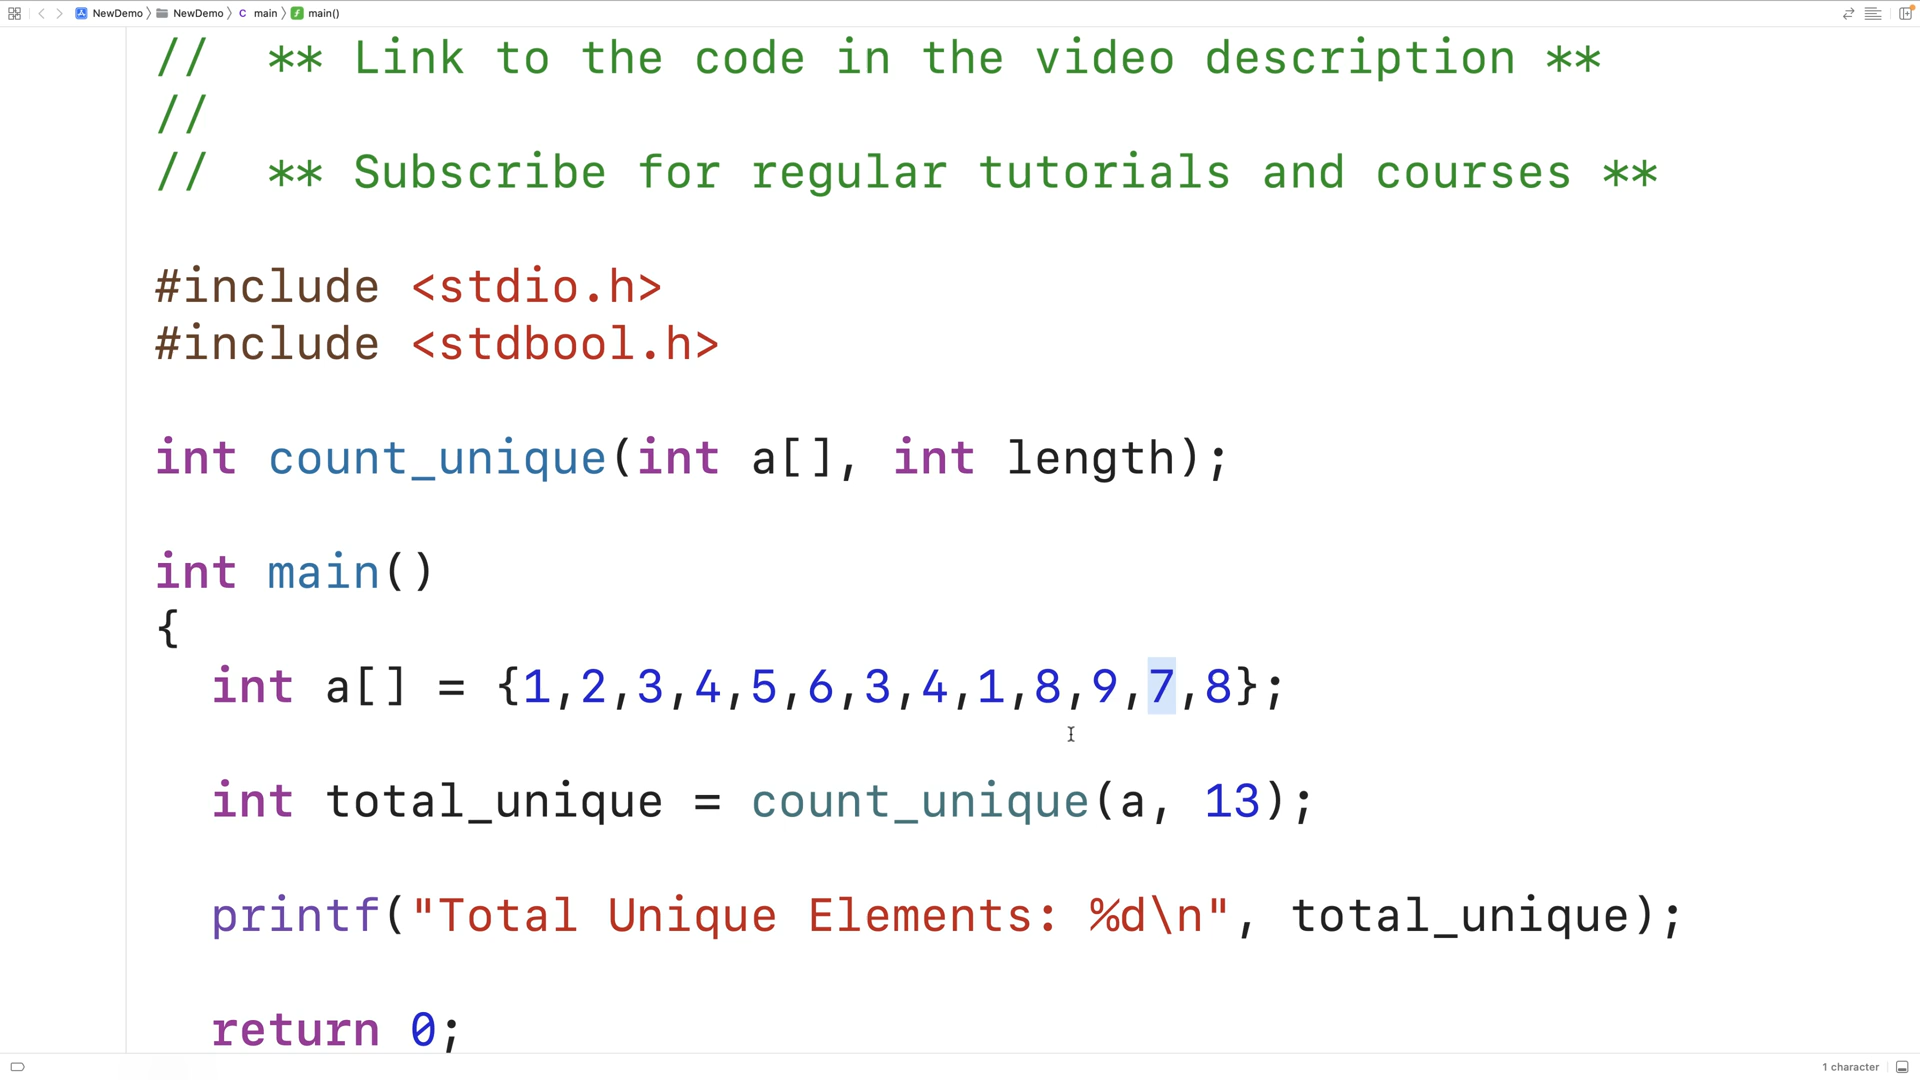 NewDemo NewDemo C main f main()
//  ** Link to the code in the video description **
//
//  ** Subscribe for regular tutorials and courses **
#include <stdio.h>
#include <stdbool.h>
int count_unique(int a[], int length);
int main()
{
  int a[] = {1,2,3,4,5,6,3,4,1,8,9,7,8};
  int total_unique = count_unique(a, 13);
  printf("Total Unique Elements: %d\n", total_unique);
  return 0;
1 character